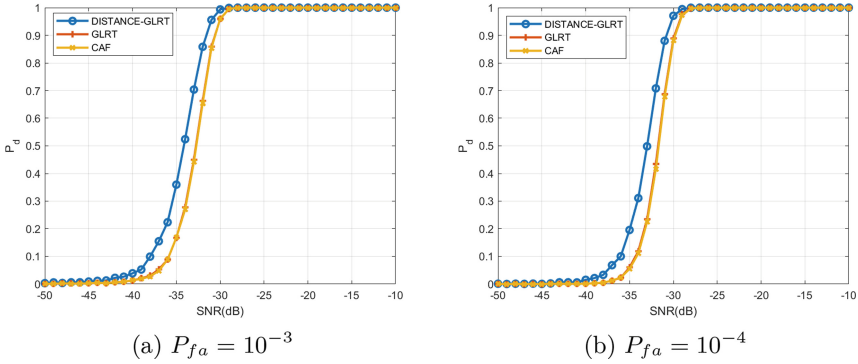 1
0.9
0.8
0.7
0.6
0.5
0.4
0.3
0.2
0.1
0
P_d
DISTANCE-GLRT
GLRT
CAF
-50 -45 -40 -35 -30 -25 -20 -15 -10
SNR(dB)
(a) P_{fa} = 10^{-3}
1
0.9
0.8
0.7
0.6
0.5
0.4
0.3
0.2
0.1
0
P_d
DISTANCE-GLRT
GLRT
CAF
-50 -45 -40 -35 -30 -25 -20 -15 -10
SNR(dB)
(b) P_{fa} = 10^{-4}